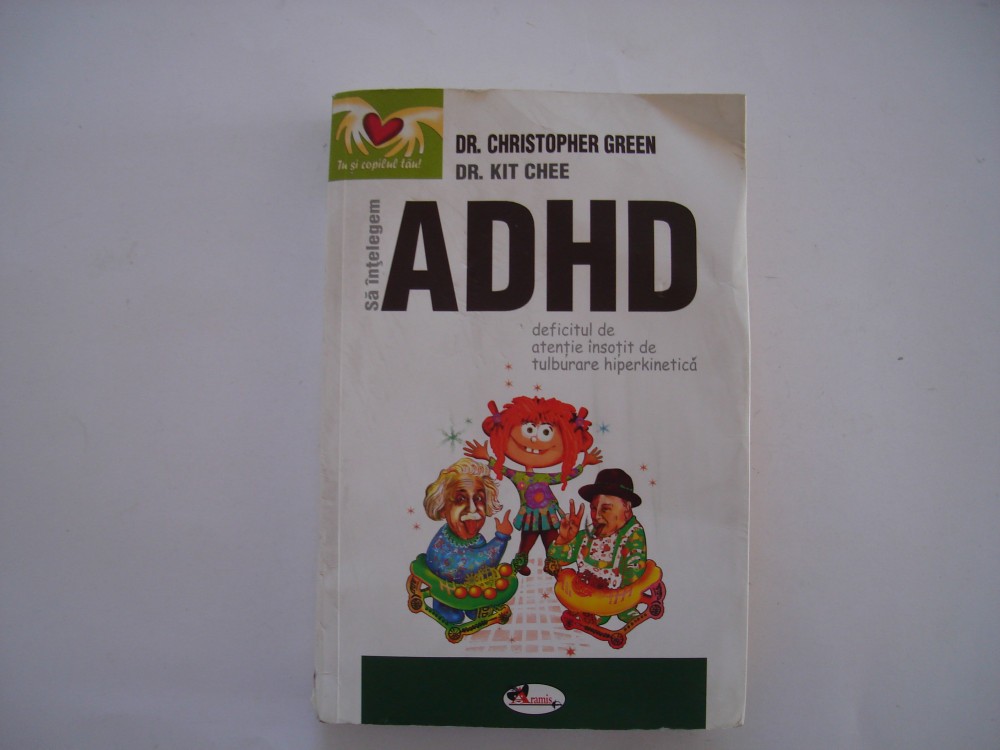 Tu și copilul tău!
DR. CHRISTOPHER GREEN
DR. KIT CHEE
Să înţelegem
ADHD
deficitul de
atenție însoțit de
tulburare hiperkinetică
Aramis